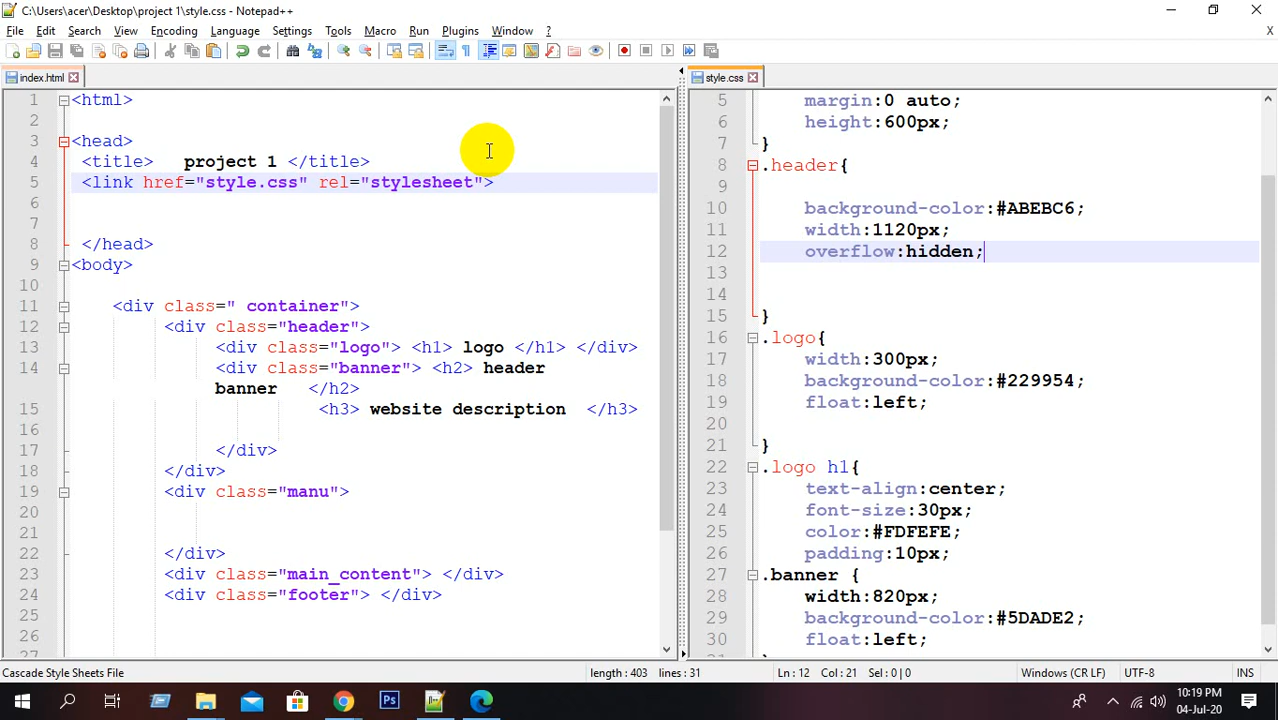 C:\Users\acer\Desktop\project 1\style.css - Notepad++
File Edit Search View Encoding Language Settings Tools Macro Run Plugins Window ? X
index.html
1 <html>
2
3 <head>
4 <title>   project 1 </title>
5 <link href="style.css" rel="stylesheet">
6
7
8 </head>
9 <body>
10
11 <div class=" container">
12 <div class="header">
13 <div class="logo"> <h1> logo </h1> </div>
14 <div class="banner"> <h2> header
banner   </h2>
15 <h3> website description  </h3>
16
17 </div>
18 </div>
19 <div class="manu">
20
21
22 </div>
23 <div class="main_content"> </div>
24 <div class="footer"> </div>
25
26
27
style.css
5 margin:0 auto;
6 height:600px;
7 }
8 .header{
9
10 background-color:#ABEBC6;
11 width:1120px;
12 overflow:hidden;
13
14
15 }
16 .logo{
17 width:300px;
18 background-color:#229954;
19 float:left;
20
21 }
22 .logo h1{
23 text-align:center;
24 font-size:30px;
25 color:#FDFEFE;
26 padding:10px;
27 .banner {
28 width:820px;
29 background-color:#5DADE2;
30 float:left;
31 }
Cascade Style Sheets File length : 403 lines : 31 Ln : 12 Col : 21 Sel : 0 | 0 Windows (CR LF) UTF-8 INS
Ps
10:19 PM
04-Jul-20